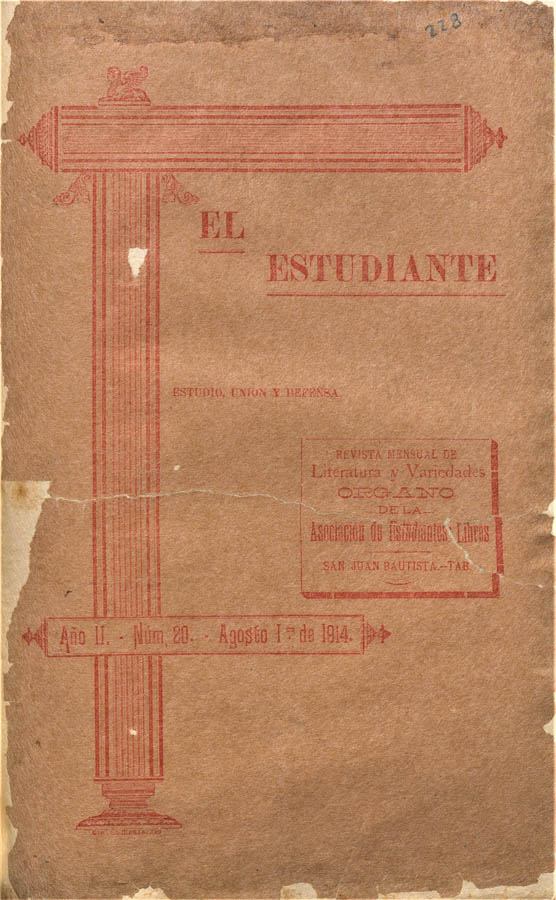 228
EL
ESTUDIANTE
ESTUDIO, UNION Y DEFENSA.
REVISTA MENSUAL DE
Literatura y Variedades
ORGANO
DE LA
Asociación de Estudiantes Libres
SAN JUAN BAUTISTA.--TAB.
Año II. - Núm. 20. - Agosto 1ro. de 1914.